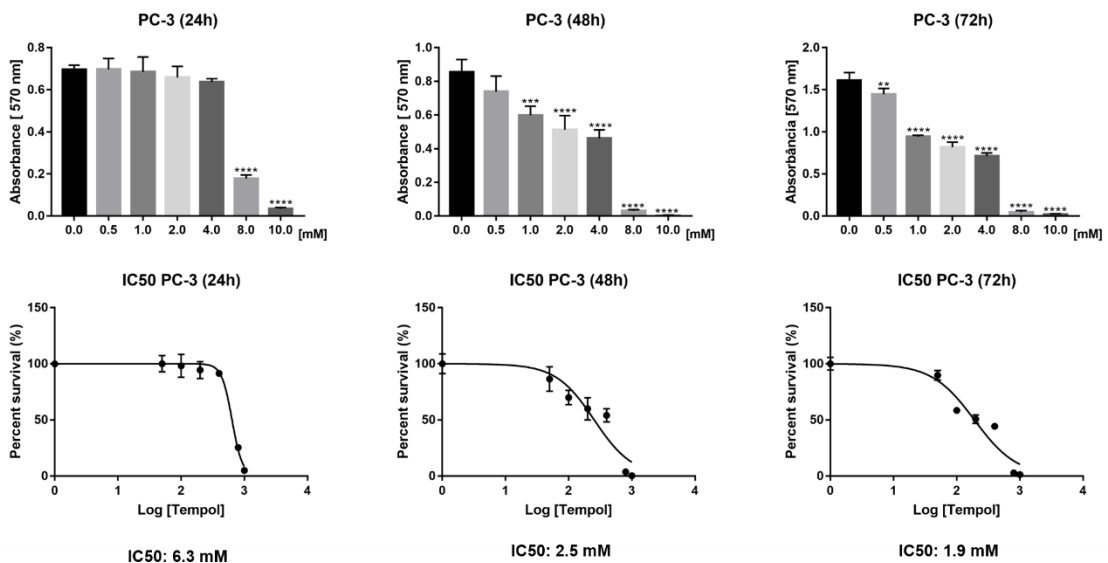 PC-3 (24h)
Absorbance [ 570 nm]
0.8
0.6
0.4
0.2
0.0
****
****
0.0 0.5 1.0 2.0 4.0 8.0 10.0 [mM]
PC-3 (48h)
Absorbance [ 570 nm]
1.0
0.8
0.6
0.4
0.2
0.0
***
****
****
****
****
0.0 0.5 1.0 2.0 4.0 8.0 10.0 [mM]
PC-3 (72h)
Absorbância [570 nm]
2.0
1.5
1.0
0.5
0.0
**
****
****
****
****
****
0.0 0.5 1.0 2.0 4.0 8.0 10.0 [mM]
IC50 PC-3 (24h)
Percent survival (%)
150
100
50
0
0 1 2 3 4
Log [Tempol]
IC50: 6.3 mM
IC50 PC-3 (48h)
Percent survival (%)
150
100
50
0
0 1 2 3 4
Log [Tempol]
IC50: 2.5 mM
IC50 PC-3 (72h)
Percent survival (%)
150
100
50
0
0 1 2 3 4
Log [Tempol]
IC50: 1.9 mM